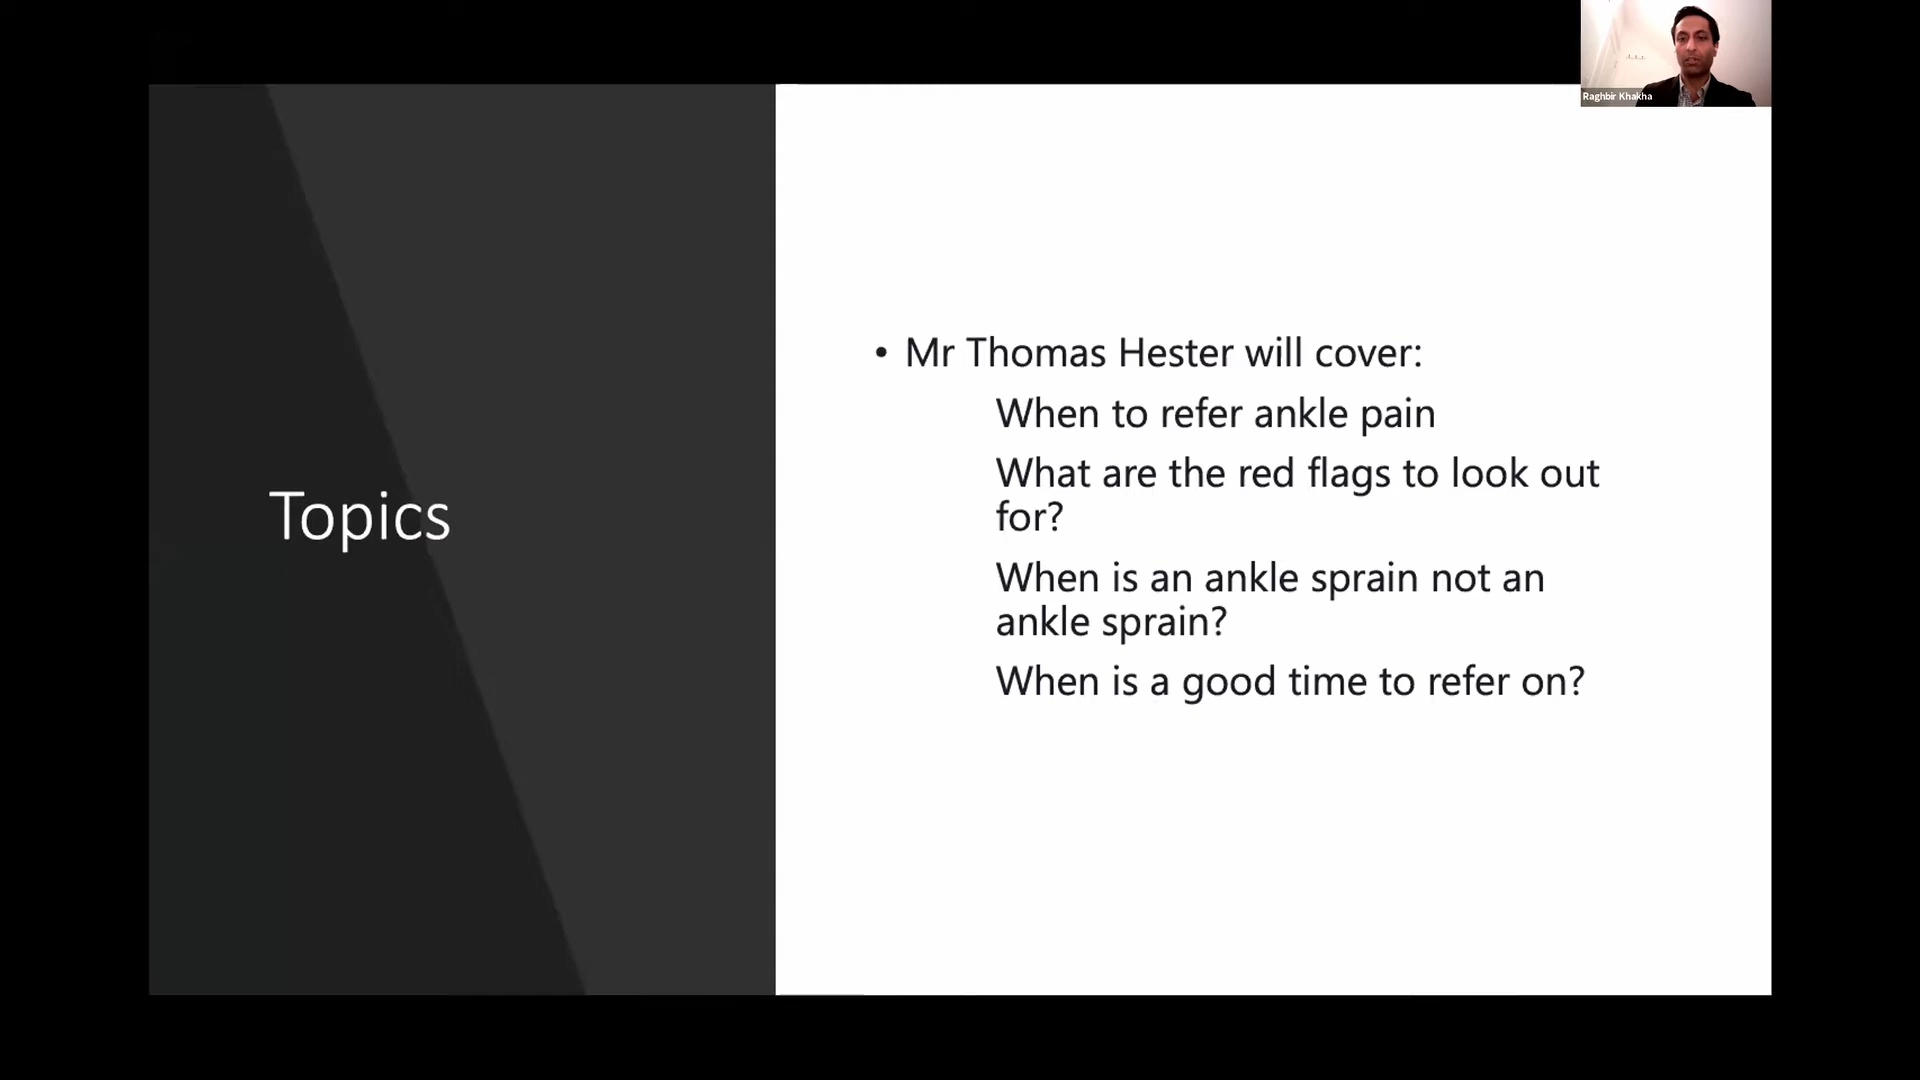 Raghbir Khakha
Topics
• Mr Thomas Hester will cover:
When to refer ankle pain
What are the red flags to look out
for?
When is an ankle sprain not an
ankle sprain?
When is a good time to refer on?